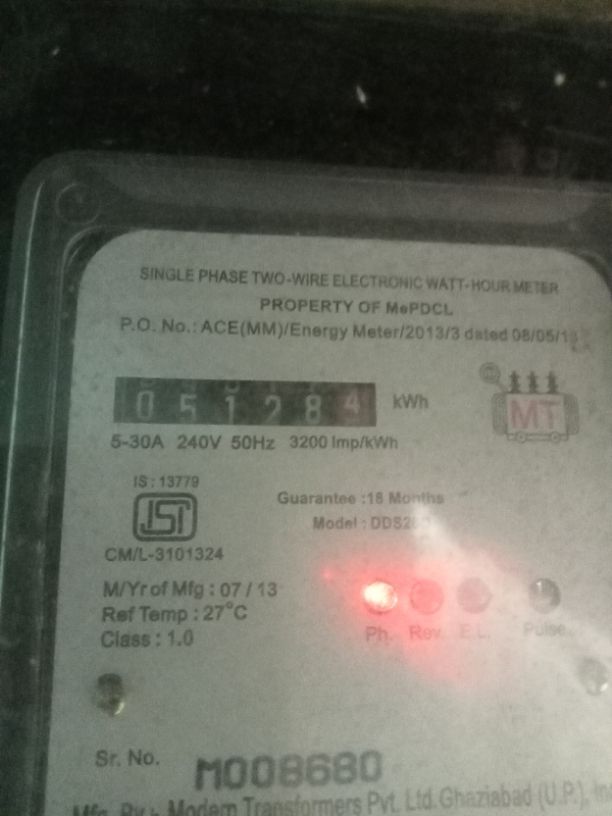 SINGLE PHASE TWO-WIRE ELECTRONIC WATT-HOUR METER
PROPERTY OF MePDCL
P.O. No.: ACE(MM)/Energy Meter/2013/3 dated 08/05/13
051284 kWh
MT
5-30A 240V 50Hz 3200 Imp/kWh
IS : 13779
ISI
Guarantee :18 Months
Model :
CM/L-3101324
M/Yr of Mfg : 07 / 13
Ref Temp : 27°C
Class : 1.0
Ph. Rev. E.L. Pulse
Sr. No. M008680
Mfg. By :- Modern Transformers Pvt. Ltd. Ghaziabad (U.P.),